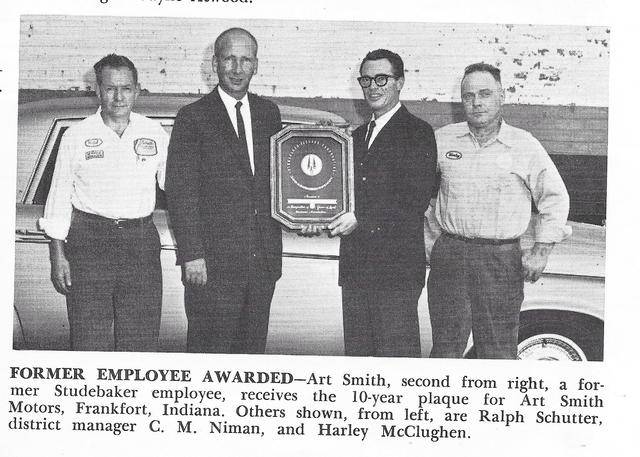 FORMER EMPLOYEE AWARDED—Art Smith, second from right, a for-
mer Studebaker employee, receives the 10-year plaque for Art Smith
Motors, Frankfort, Indiana. Others shown, from left, are Ralph Schutter,
district manager C. M. Niman, and Harley McClughen.